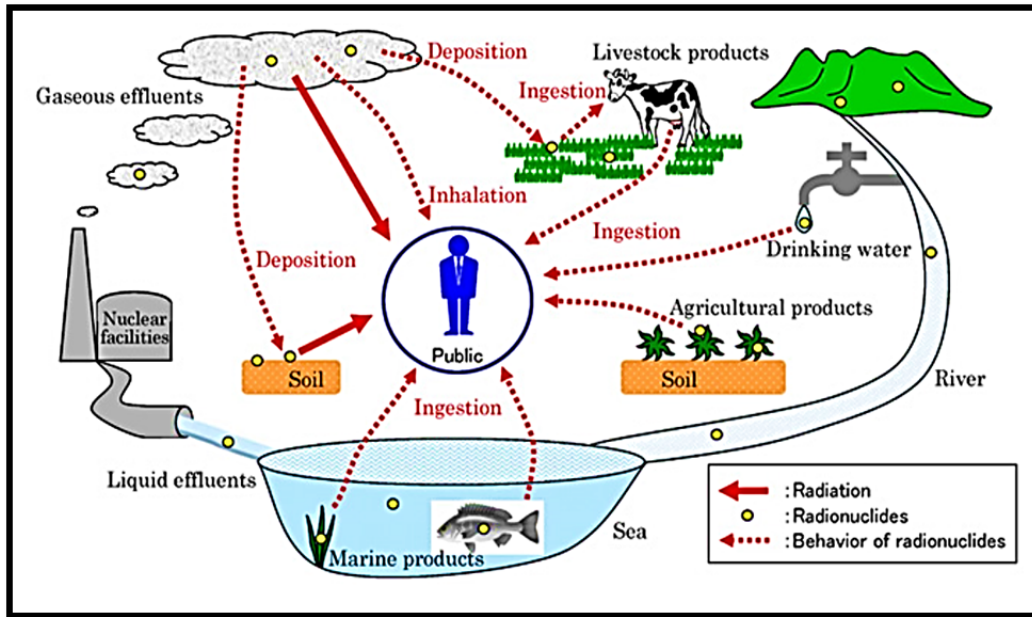 Deposition
Livestock products
Gaseous effluents
Ingestion
Inhalation
Ingestion
Deposition
Drinking water
Nuclear
facilities
Agricultural products
Public
Soil
Soil
River
Ingestion
Liquid effluents
Sea
Marine products
:Radiation
:Radionuclides
:Behavior of radionuclides